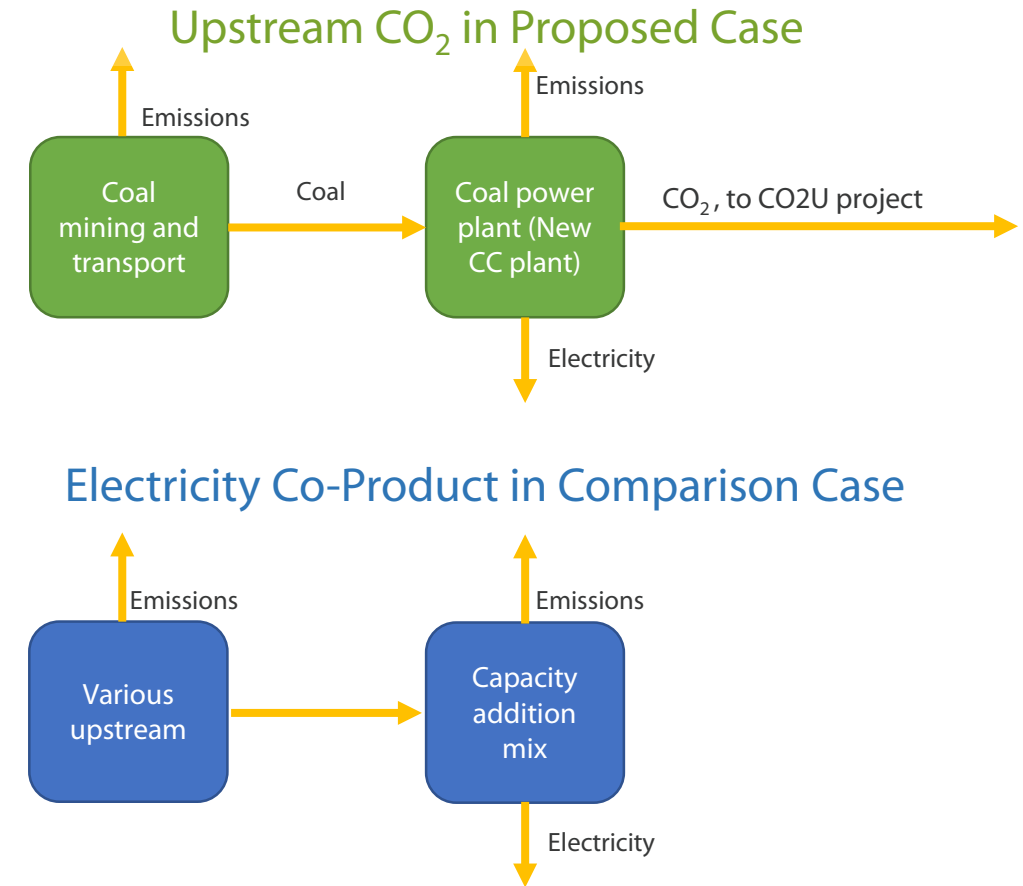 Upstream CO₂ in Proposed Case
Emissions
Emissions
Coal
mining and
transport
Coal
Coal power
plant (New
CC plant)
CO₂ , to CO2U project
Electricity
Electricity Co-Product in Comparison Case
Emissions
Emissions
Various
upstream
Capacity
addition
mix
Electricity